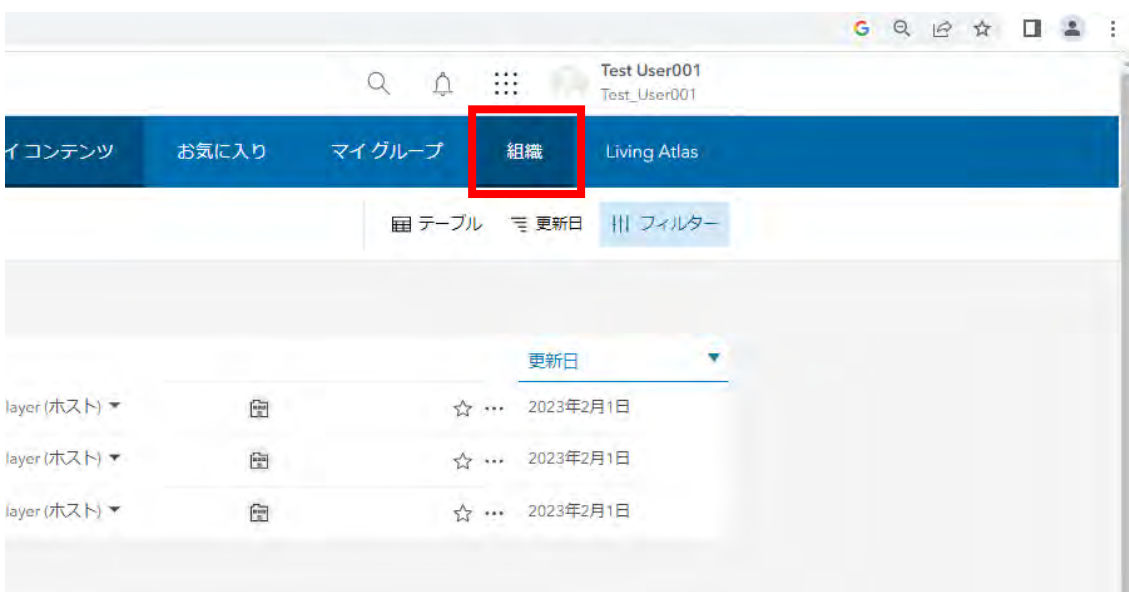 Test User001
Test_User001
イ コンテンツ お気に入り マイ グループ 組織 Living Atlas
テーブル 更新日 フィルター
更新日
layer (ホスト) 2023年2月1日
layer (ホスト) 2023年2月1日
layer (ホスト) 2023年2月1日